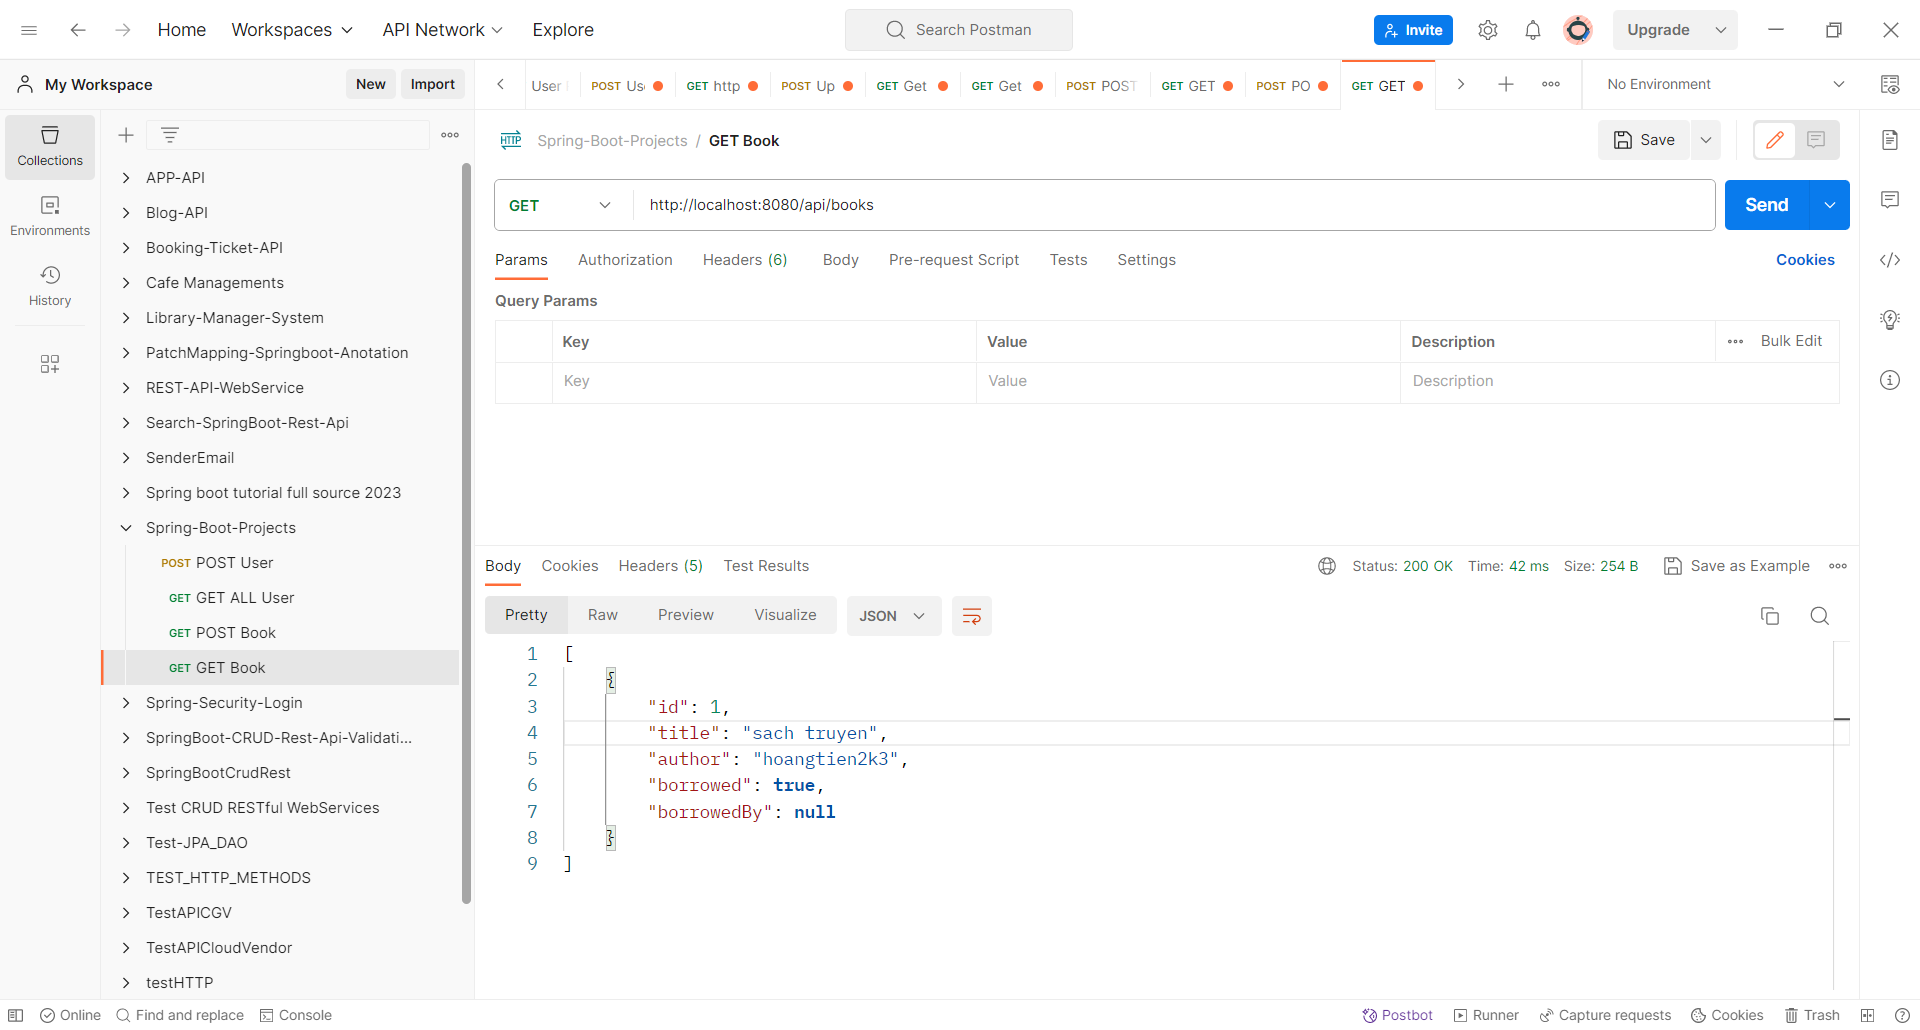 Home Workspaces API Network Explore Search Postman Invite Upgrade
My Workspace New Import
User POST Us GET http POST Up GET Get GET Get POST POST GET GET POST PO GET GET No Environment
Collections
Environments
History
APP-API
Blog-API
Booking-Ticket-API
Cafe Managements
Library-Manager-System
PatchMapping-Springboot-Anotation
REST-API-WebService
Search-SpringBoot-Rest-Api
SenderEmail
Spring boot tutorial full source 2023
Spring-Boot-Projects
POST POST User
GET GET ALL User
GET POST Book
GET GET Book
Spring-Security-Login
SpringBoot-CRUD-Rest-Api-Validati...
SpringBootCrudRest
Test CRUD RESTful WebServices
Test-JPA_DAO
TEST_HTTP_METHODS
TestAPICGV
TestAPICloudVendor
testHTTP
HTTP Spring-Boot-Projects / GET Book Save
GET http://localhost:8080/api/books Send
Params Authorization Headers (6) Body Pre-request Script Tests Settings Cookies
Query Params
Key Value Description Bulk Edit
Key Value Description
Body Cookies Headers (5) Test Results Status: 200 OK Time: 42 ms Size: 254 B Save as Example
Pretty Raw Preview Visualize JSON
1 [
2 {
3 "id": 1,
4 "title": "sach truyen",
5 "author": "hoangtien2k3",
6 "borrowed": true,
7 "borrowedBy": null
8 }
9 ]
Online Find and replace Console Postbot Runner Capture requests Cookies Trash